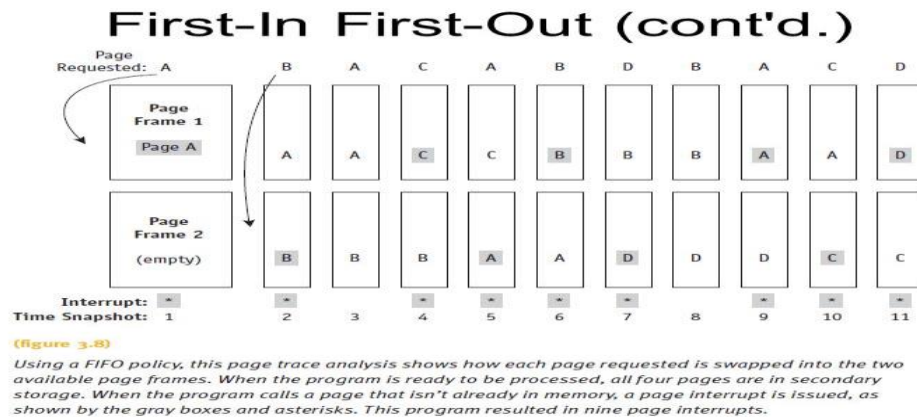 First-In First-Out (cont'd.)
Page
Requested: A B A C A B D B A C D
Page
Frame 1
Page A A A C C B B B A A D
Page
Frame 2
(empty) B B B A A D D D C C
Interrupt: * * * * * * * * *
Time Snapshot: 1 2 3 4 5 6 7 8 9 10 11
(figure 3.8)
Using a FIFO policy, this page trace analysis shows how each page requested is swapped into the two
available page frames. When the program is ready to be processed, all four pages are in secondary
storage. When the program calls a page that isn't already in memory, a page interrupt is issued, as
shown by the gray boxes and asterisks. This program resulted in nine page interrupts.